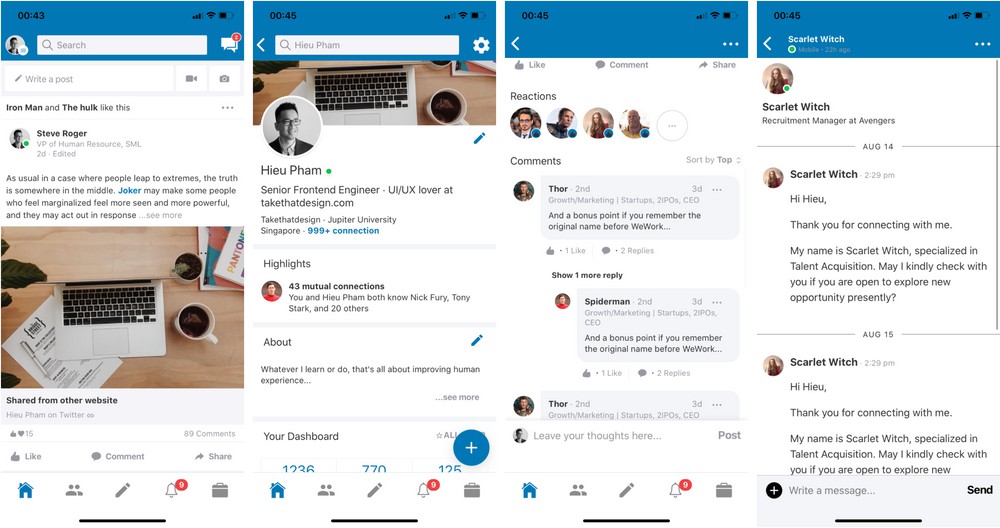 00:43
Search
2
Write a post
Iron Man and The hulk like this
Steve Roger
VP of Human Resource, SML
2d · Edited
As usual in a case where people leap to extremes, the truth
is somewhere in the middle. Joker may make some people
who feel marginalized feel more seen and more powerful,
and they may act out in response ...see more
PANTONE
Shared from other website
Hieu Pham on Twitter
15
89 Comments
Like
Comment
Share
9
00:45
Hieu Pham
Hieu Pham
Senior Frontend Engineer · UI/UX lover at
takethatdesign.com
Takethatdesign · Jupiter University
Singapore · 999+ connection
Highlights
43 mutual connections
You and Hieu Pham both know Nick Fury, Tony
Stark, and 20 others
About
Whatever I learn or do, that's all about improving human
experience...
...see more
Your Dashboard
1236
770
125
9
00:45
Like
Comment
Share
Reactions
Comments
Sort by Top
Thor · 2nd
3d
Growth/Marketing | Startups, 2IPOs, CEO
And a bonus point if you remember the
original name before WeWork...
• 1 Like
• 2 Replies
Show 1 more reply
Spiderman · 2nd
3d
Growth/Marketing | Startups, 2IPOs,
CEO
And a bonus point if you remember
the original name before WeWork...
• 1 Like
• 2 Replies
Thor · 2nd
3d
Growth/Marketing | Startups, 2IPOs, CEO
Leave your thoughts here...
Post
9
00:45
Scarlet Witch
Mobile • 22h ago
Scarlet Witch
Recruitment Manager at Avengers
AUG 14
Scarlet Witch · 2:29 pm
Hi Hieu,
Thank you for connecting with me.
My name is Scarlet Witch, specialized in
Talent Acquisition. May I kindly check with
you if you are open to explore new
opportunity presently?
AUG 15
Scarlet Witch · 2:29 pm
Hi Hieu,
Thank you for connecting with me.
My name is Scarlet Witch, specialized in
Talent Acquisition. May I kindly check with
you if you are open to explore new
Write a message...
Send